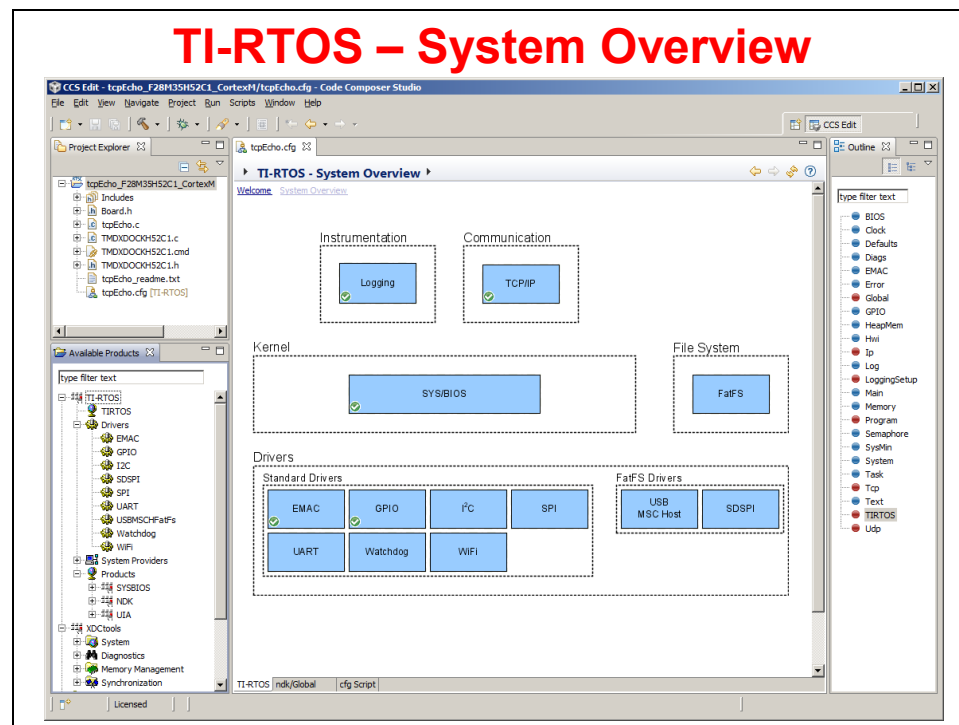 TI-RTOS – System Overview
CCS Edit - tcpEcho_F28M35H52C1_CortexM/tcpEcho.cfg - Code Composer Studio
File Edit View Navigate Project Run Scripts Window Help
CCS Edit
Project Explorer
tcpEcho_F28M35H52C1_CortexM
Includes
Board.h
tcpEcho.c
TMDXDOCKH52C1.c
TMDXDOCKH52C1.cmd
TMDXDOCKH52C1.h
tcpEcho_readme.txt
tcpEcho.cfg [TI-RTOS]
Available Products
type filter text
TI-RTOS
TIRTOS
Drivers
EMAC
GPIO
I2C
SDSPI
SPI
UART
USBMSCHFatFs
Watchdog
WiFi
System Providers
Products
SYSBIOS
NDK
UIA
XDCtools
System
Diagnostics
Memory Management
Synchronization
tcpEcho.cfg
TI-RTOS - System Overview
Welcome System Overview
Instrumentation Communication
Logging TCP/IP
Kernel File System
SYS/BIOS FatFS
Drivers
Standard Drivers FatFS Drivers
EMAC GPIO I²C SPI USB MSC Host SDSPI
UART Watchdog WiFi
TI-RTOS ndk/Global cfg Script
Outline
type filter text
BIOS
Clock
Defaults
Diags
EMAC
Error
Global
GPIO
HeapMem
Hwi
Ip
Log
LoggingSetup
Main
Memory
Program
Semaphore
SysMin
System
Task
Tcp
Text
TIRTOS
Udp
Licensed